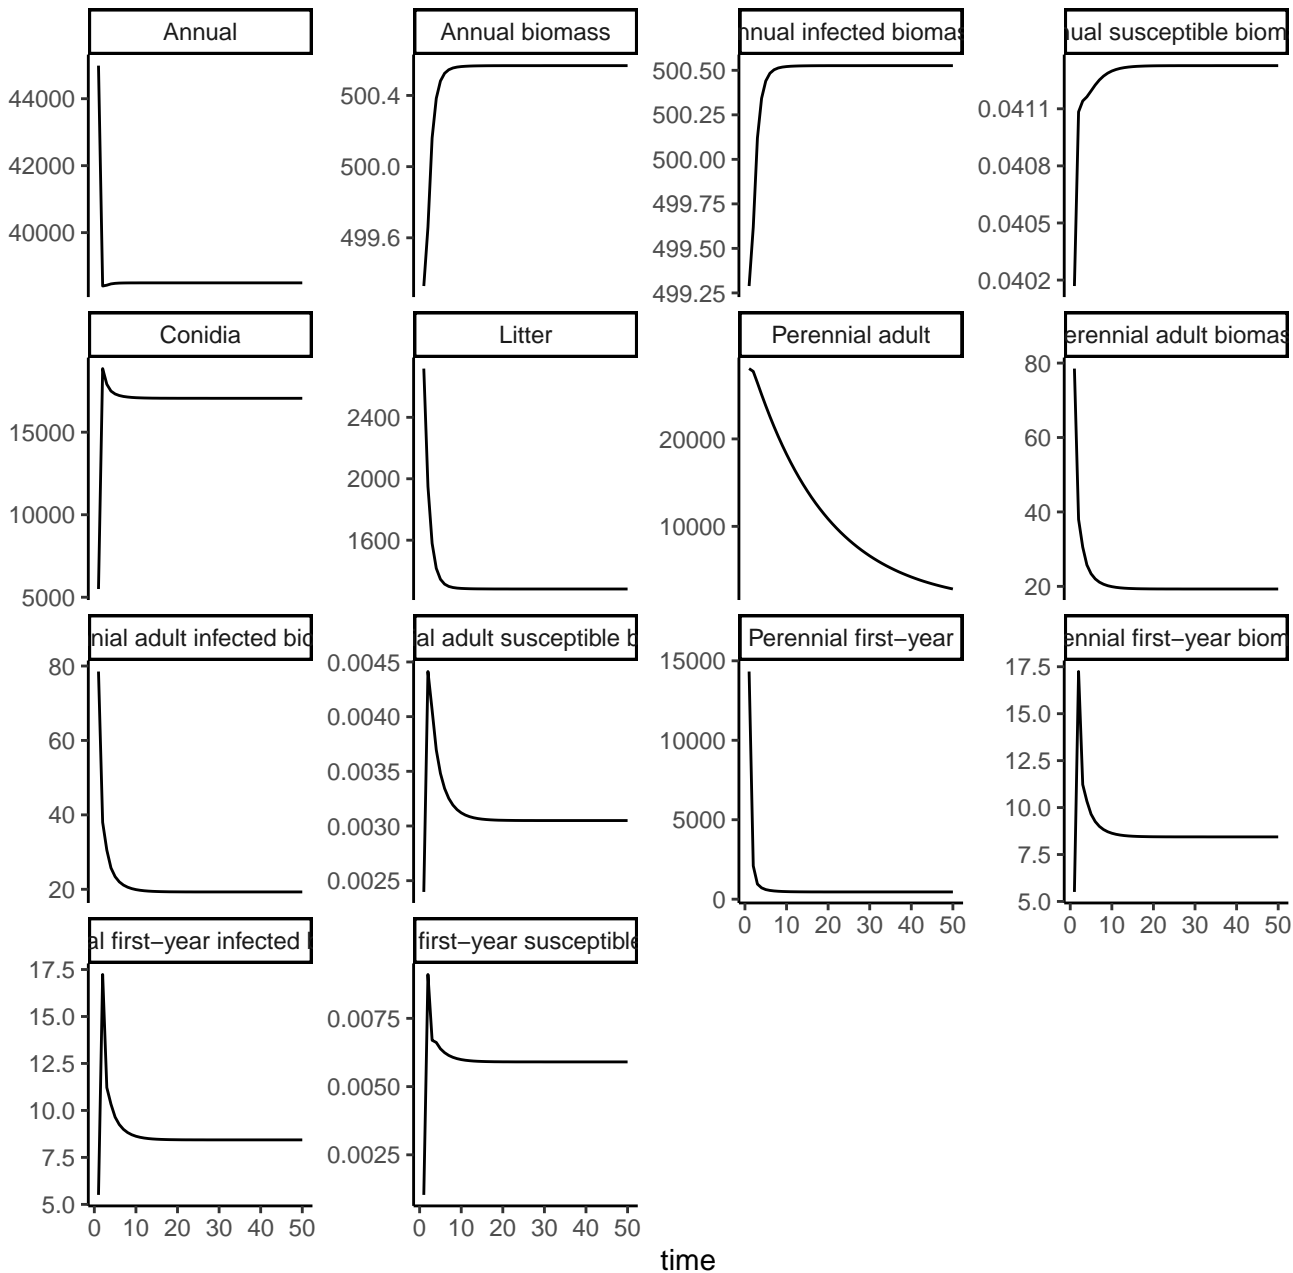 Annual
Annual biomass
nnual infected biomas
ual susceptible biom
44000
42000
40000
500.4
500.0
499.6
500.50
500.25
500.00
499.75
499.50
499.25
0.0411
0.0408
0.0405
0.0402
Conidia
Litter
Perennial adult
erennial adult biomas
15000
10000
5000
2400
2000
1600
20000
10000
80
60
40
20
nial adult infected bio
al adult susceptible b
Perennial first−year
ennial first−year biom
80
60
40
20
0.0045
0.0040
0.0035
0.0030
0.0025
15000
10000
5000
0
0 10 20 30 40 50
17.5
15.0
12.5
10.0
7.5
5.0
0 10 20 30 40 50
al first−year infected
first−year susceptible
17.5
15.0
12.5
10.0
7.5
5.0
0 10 20 30 40 50
0.0075
0.0050
0.0025
0 10 20 30 40 50
time